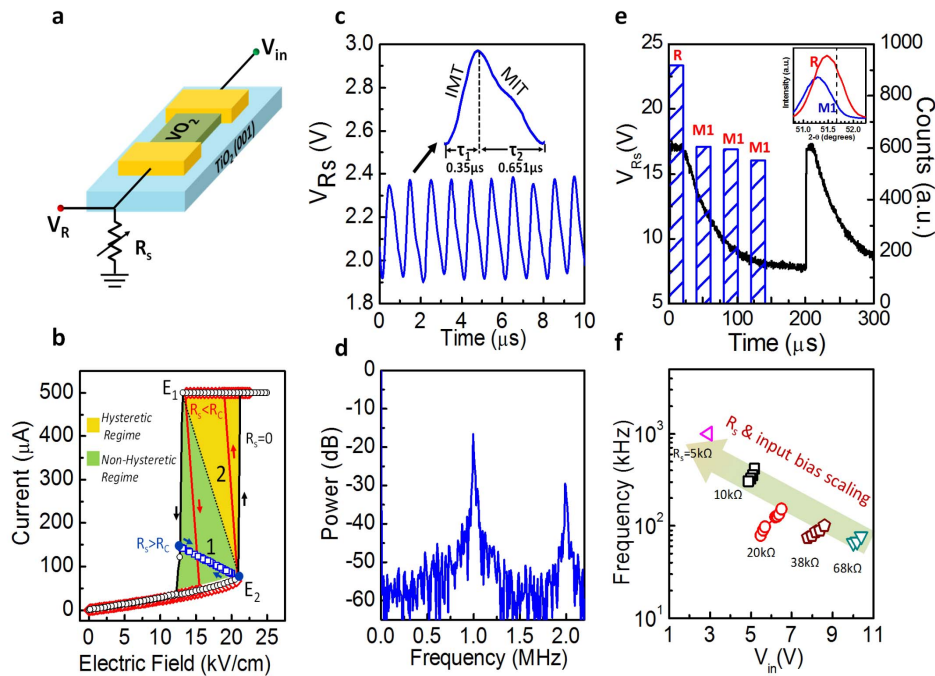 a
V_in
VO₂
TiO₂ (001)
V_R
R_s
b
500
400
300
200
100
0
Current (μA)
E₁
Hysteretic
Regime
Non-Hysteretic
Regime
R_s<R_C
R_s=0
2
R_s>R_C
1
E₂
0 5 10 15 20 25
Electric Field (kV/cm)
c
3.0
2.8
2.6
2.4
2.2
2.0
1.8
V_Rs (V)
IMT
MIT
τ₁
0.35μs
τ₂
0.651μs
0 2 4 6 8 10
Time (μs)
d
0
-10
-20
-30
-40
-50
-60
Power (dB)
0.0 1.0 2.0
Frequency (MHz)
e
25
20
15
10
5
V_Rs(V)
R
M1
M1
M1
Intensity (a.u.)
R
M1
51.0 51.5 52.0
2-θ (degrees)
1000
800
600
400
200
0
Counts (a.u.)
0 100 200 300
Time (μs)
f
10⁴
10³
10²
10¹
Frequency (kHz)
R_s & input bias scaling
R_s=5kΩ
10kΩ
20kΩ
38kΩ
68kΩ
1 3 5 7 9 11
V_in(V)